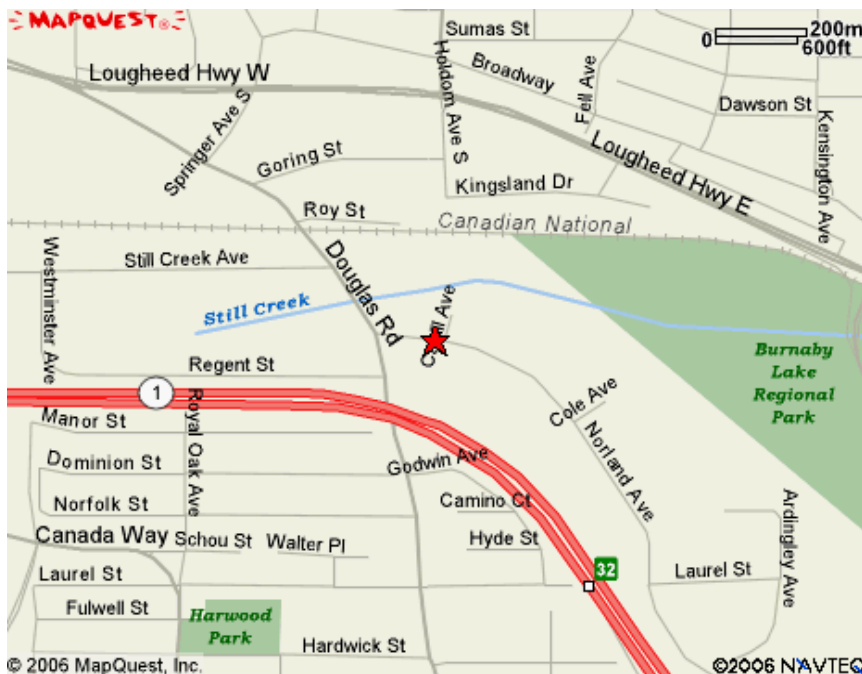 MAPQUEST®
Sumas St
0 200m
600ft
Lougheed Hwy W
Broadway
Holdom Ave S
Fell Ave
Dawson St
Springer Ave S
Kensington Ave
Goring St
Lougheed Hwy E
Kingsland Dr
Roy St
Canadian National
Westminster Ave
Still Creek Ave
Douglas Rd
Still Creek
Ave
Regent St
Burnaby
Lake
Regional
Park
1
Royal Oak Ave
Manor St
Cole Ave
Norland Ave
Dominion St
Godwin Ave
Norfolk St
Camino Ct
Ardingley Ave
Canada Way
Schou St
Walter Pl
Hyde St
32
Laurel St
Laurel St
Fulwell St
Harwood
Park
Hardwick St
© 2006 MapQuest, Inc.
©2006 NAVTEQ